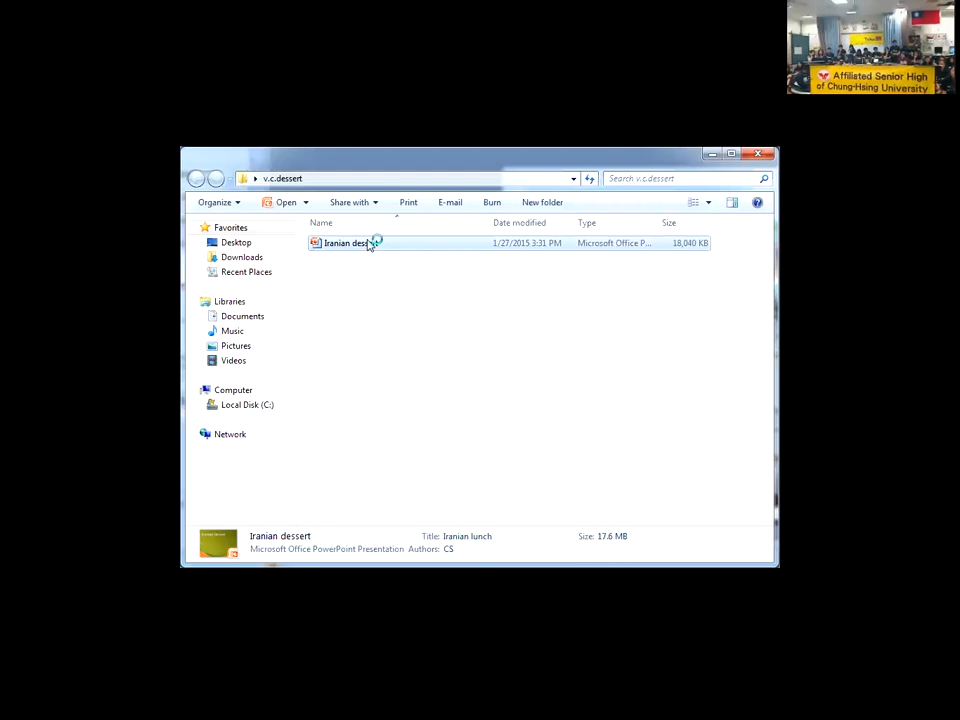 Affiliated Senior High
of Chung-Hsing University
v.c.dessert
Search v.c.dessert
Organize
Open
Share with
Print
E-mail
Burn
New folder
Name
Date modified
Type
Size
Iranian
1/27/2015 3:31 PM
Microsoft Office P...
18,040 KB
Favorites
Desktop
Downloads
Recent Places
Libraries
Documents
Music
Pictures
Videos
Computer
Local Disk (C:)
Network
Iranian dessert
Title: Iranian lunch
Size: 17.6 MB
Microsoft Office PowerPoint Presentation
Authors: CS